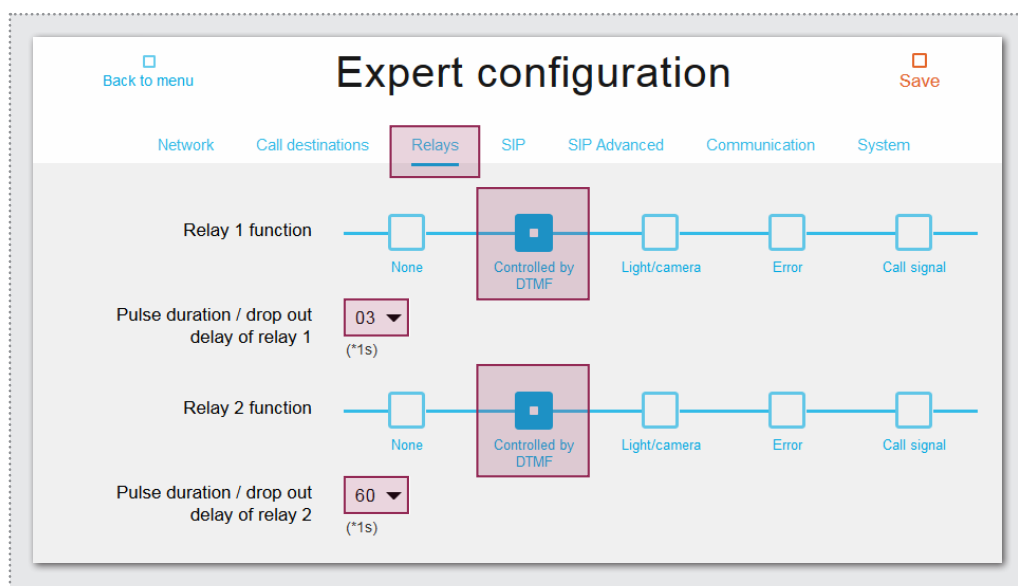 Back to menu
Expert configuration
Save
Network Call destinations Relays SIP SIP Advanced Communication System
Relay 1 function
None Controlled by Light/camera Error Call signal
DTMF
Pulse duration / drop out
delay of relay 1
03
(*1s)
Relay 2 function
None Controlled by Light/camera Error Call signal
DTMF
Pulse duration / drop out
delay of relay 2
60
(*1s)